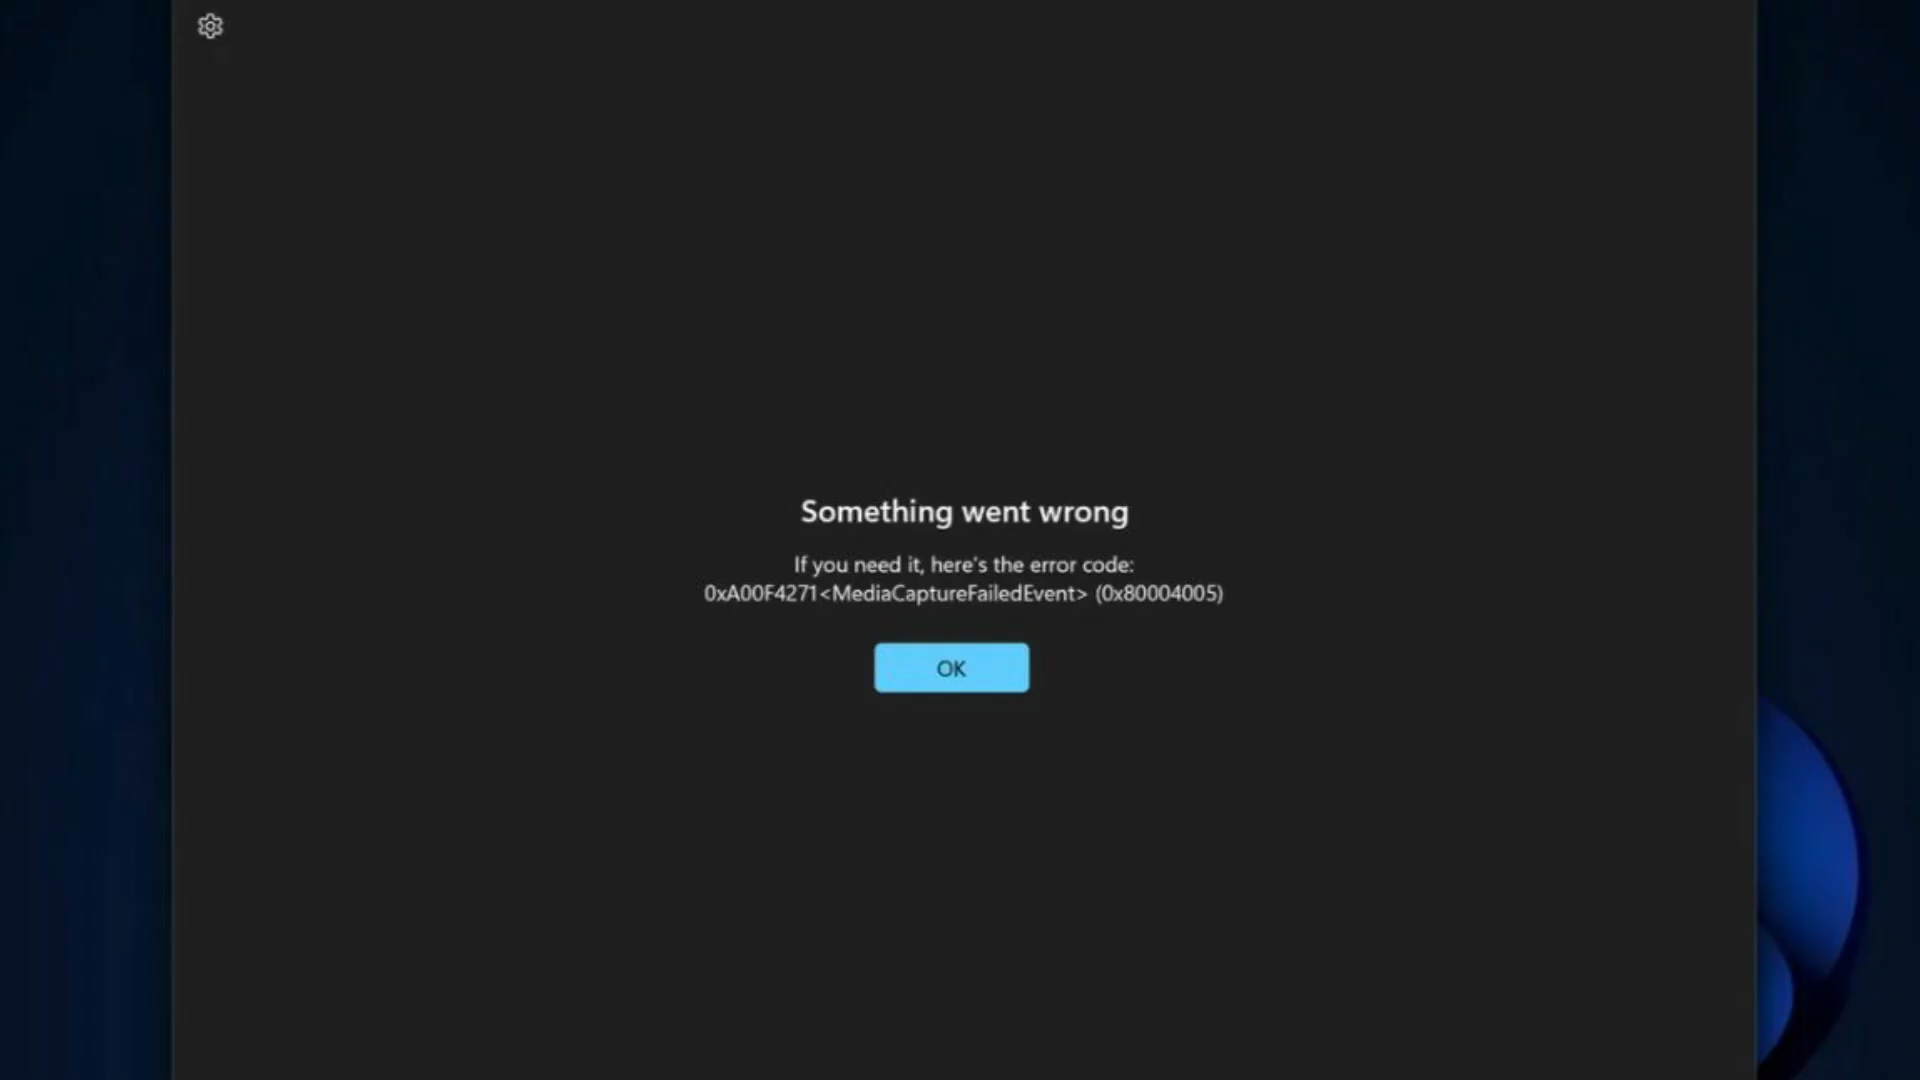 Something went wrong
If you need it, here's the error code:
0xA00F4271<MediaCaptureFailedEvent> (0x80004005)
OK